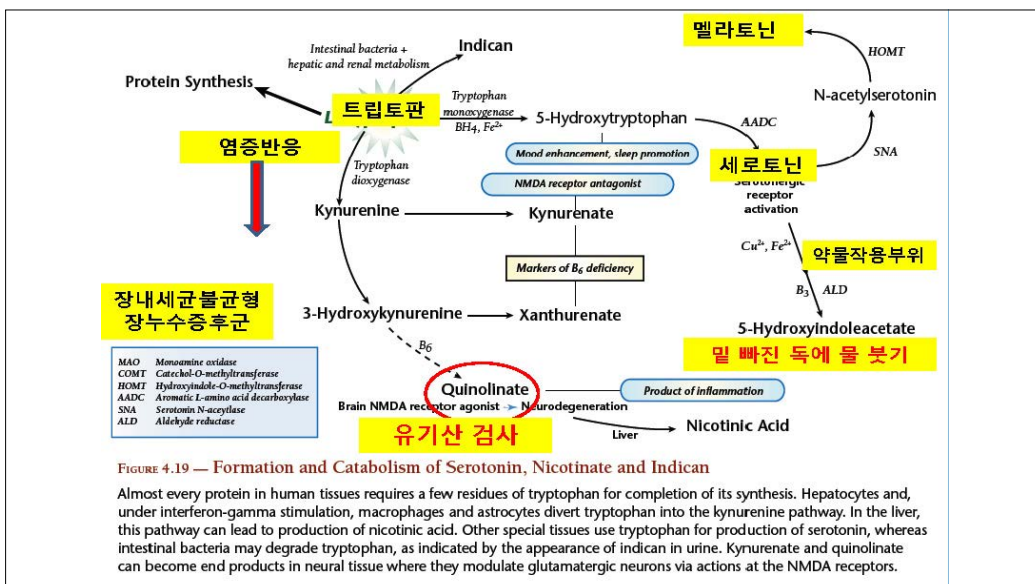 멜라토닌
Intestinal bacteria +
hepatic and renal metabolism
Indican
HOMT
Protein Synthesis
트립토판
Tryptophan
monoxygenase
BH4, Fe2+
5-Hydroxytryptophan
N-acetylserotonin
AADC
SNA
염증반응
Tryptophan
dioxygenase
Mood enhancement, sleep promotion
세로토닌
Serotonergic
receptor
activation
NMDA receptor antagonist
Kynurenine
Kynurenate
Cu2+, Fe2+
약물작용부위
Markers of B6 deficiency
B3 ALD
장내세균불균형
장누수증후군
3-Hydroxykynurenine
Xanthurenate
5-Hydroxyindoleacetate
밑 빠진 독에 물 붓기
B6
MAO Monoamine oxidase
COMT Catechol-O-methyltransferase
HOMT Hydroxyindole-O-methyltransferase
AADC Aromatic L-amino acid decarboxylase
SNA Serotonin N-aceytlase
ALD Aldehyde reductase
Quinolinate
Product of inflammation
Brain NMDA receptor agonist Neurodegeneration
유기산 검사
Liver
Nicotinic Acid
FIGURE 4.19 — Formation and Catabolism of Serotonin, Nicotinate and Indican
Almost every protein in human tissues requires a few residues of tryptophan for completion of its synthesis. Hepatocytes and,
under interferon-gamma stimulation, macrophages and astrocytes divert tryptophan into the kynurenine pathway. In the liver,
this pathway can lead to production of nicotinic acid. Other special tissues use tryptophan for production of serotonin, whereas
intestinal bacteria may degrade tryptophan, as indicated by the appearance of indican in urine. Kynurenate and quinolinate
can become end products in neural tissue where they modulate glutamatergic neurons via actions at the NMDA receptors.